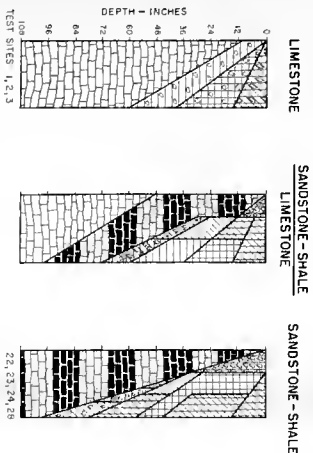 LIMESTONE
SANDSTONE-SHALE
LIMESTONE
SANDSTONE - SHALE
DEPTH - INCHES
0
12
24
36
48
60
72
84
96
108
TEST SITES 1, 2, 3
22, 23, 24, 28